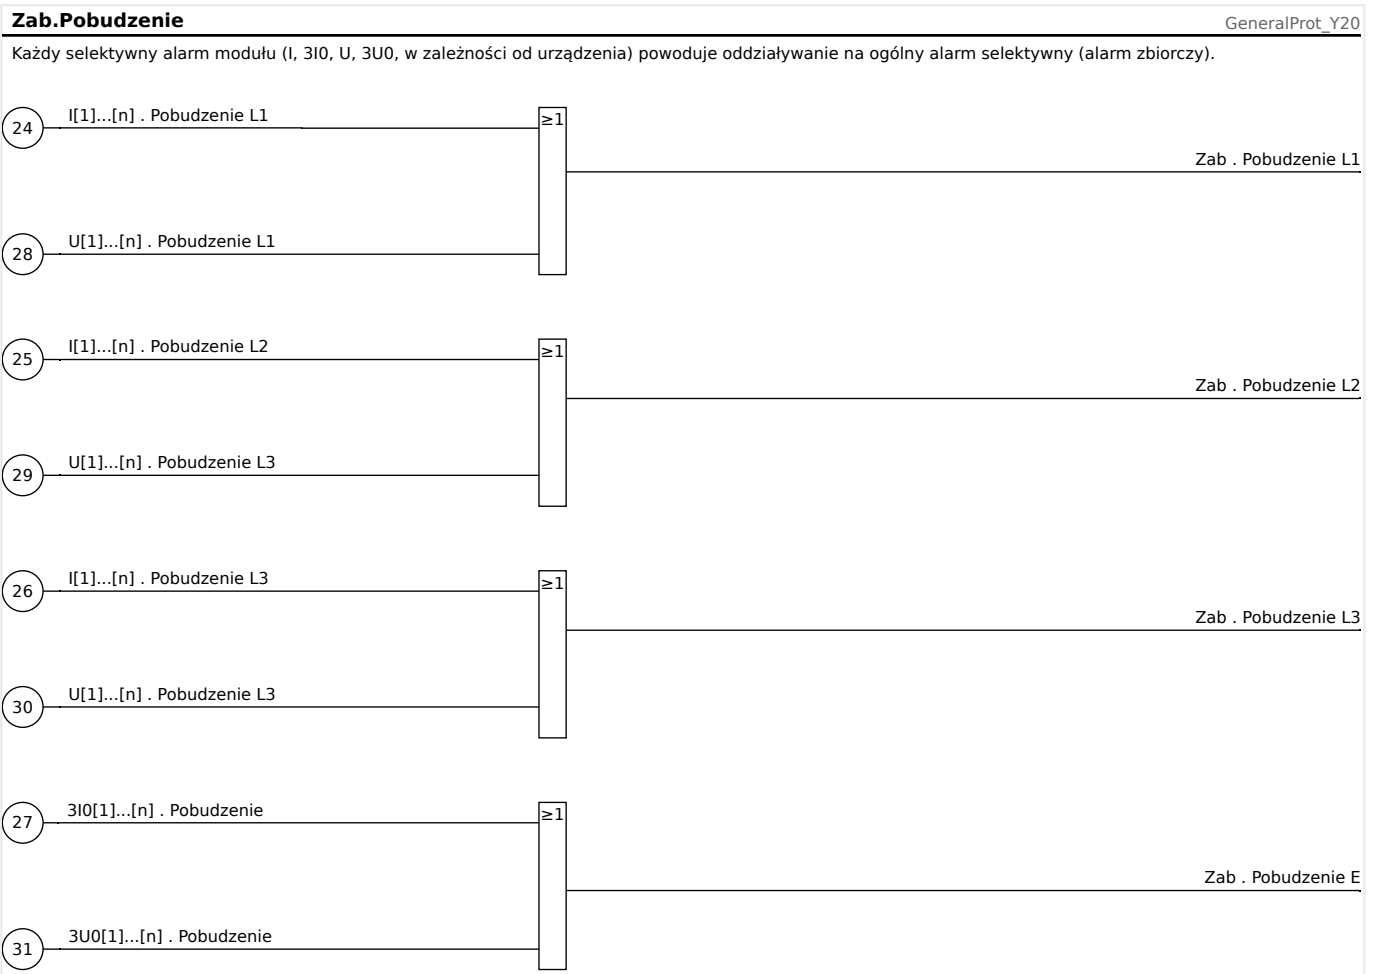 Zab.Pobudzenie
GeneralProt_Y20
Każdy selektywny alarm modułu (I, 3I0, U, 3U0, w zależności od urządzenia) powoduje oddziaływanie na ogólny alarm selektywny (alarm zbiorczy).
24
I[1]...[n] . Pobudzenie L1
≥1
Zab . Pobudzenie L1
28
U[1]...[n] . Pobudzenie L1
25
I[1]...[n] . Pobudzenie L2
≥1
Zab . Pobudzenie L2
29
U[1]...[n] . Pobudzenie L3
26
I[1]...[n] . Pobudzenie L3
≥1
Zab . Pobudzenie L3
30
U[1]...[n] . Pobudzenie L3
27
3I0[1]...[n] . Pobudzenie
≥1
Zab . Pobudzenie E
31
3U0[1]...[n] . Pobudzenie